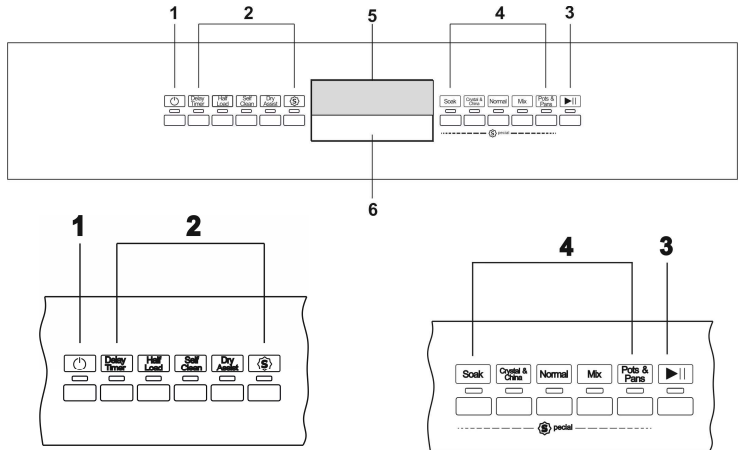 1 2 5 4 3
Delay Timer Half Load Self Clean Dry Assist S Soak Crystal & China Normal Mix Pots & Pans
S pecial
6
1 2
Delay Timer Half Load Self Clean Dry Assist S
4 3
Soak Crystal & China Normal Mix Pots & Pans
S pecial